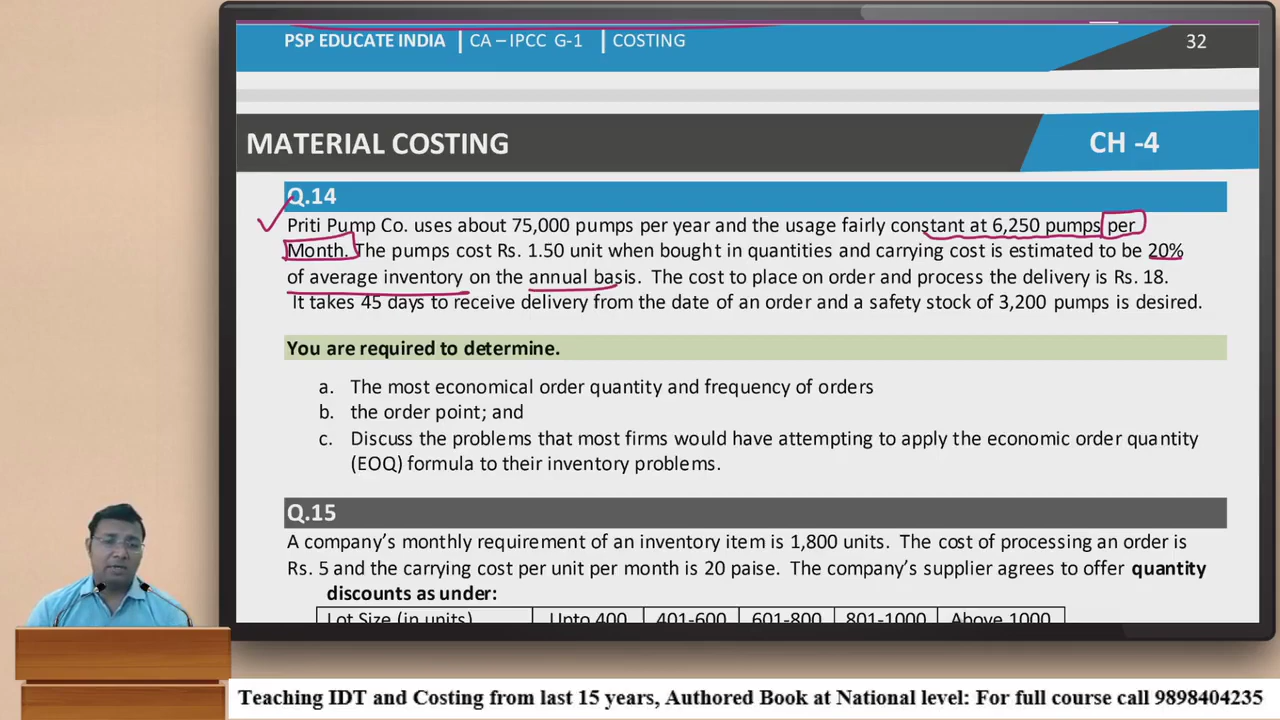 PSP EDUCATE INDIA | CA – IPCC G-1 | COSTING 32
MATERIAL COSTING CH -4
Q.14
Priti Pump Co. uses about 75,000 pumps per year and the usage fairly constant at 6,250 pumps per
Month. The pumps cost Rs. 1.50 unit when bought in quantities and carrying cost is estimated to be 20%
of average inventory on the annual basis. The cost to place on order and process the delivery is Rs. 18.
It takes 45 days to receive delivery from the date of an order and a safety stock of 3,200 pumps is desired.
You are required to determine.
a. The most economical order quantity and frequency of orders
b. the order point; and
c. Discuss the problems that most firms would have attempting to apply the economic order quantity
(EOQ) formula to their inventory problems.
Q.15
A company’s monthly requirement of an inventory item is 1,800 units. The cost of processing an order is
Rs. 5 and the carrying cost per unit per month is 20 paise. The company’s supplier agrees to offer quantity
discounts as under:
Lot Size (in units) Upto 400 401-600 601-800 801-1000 Above 1000
Teaching IDT and Costing from last 15 years, Authored Book at National level: For full course call 9898404235